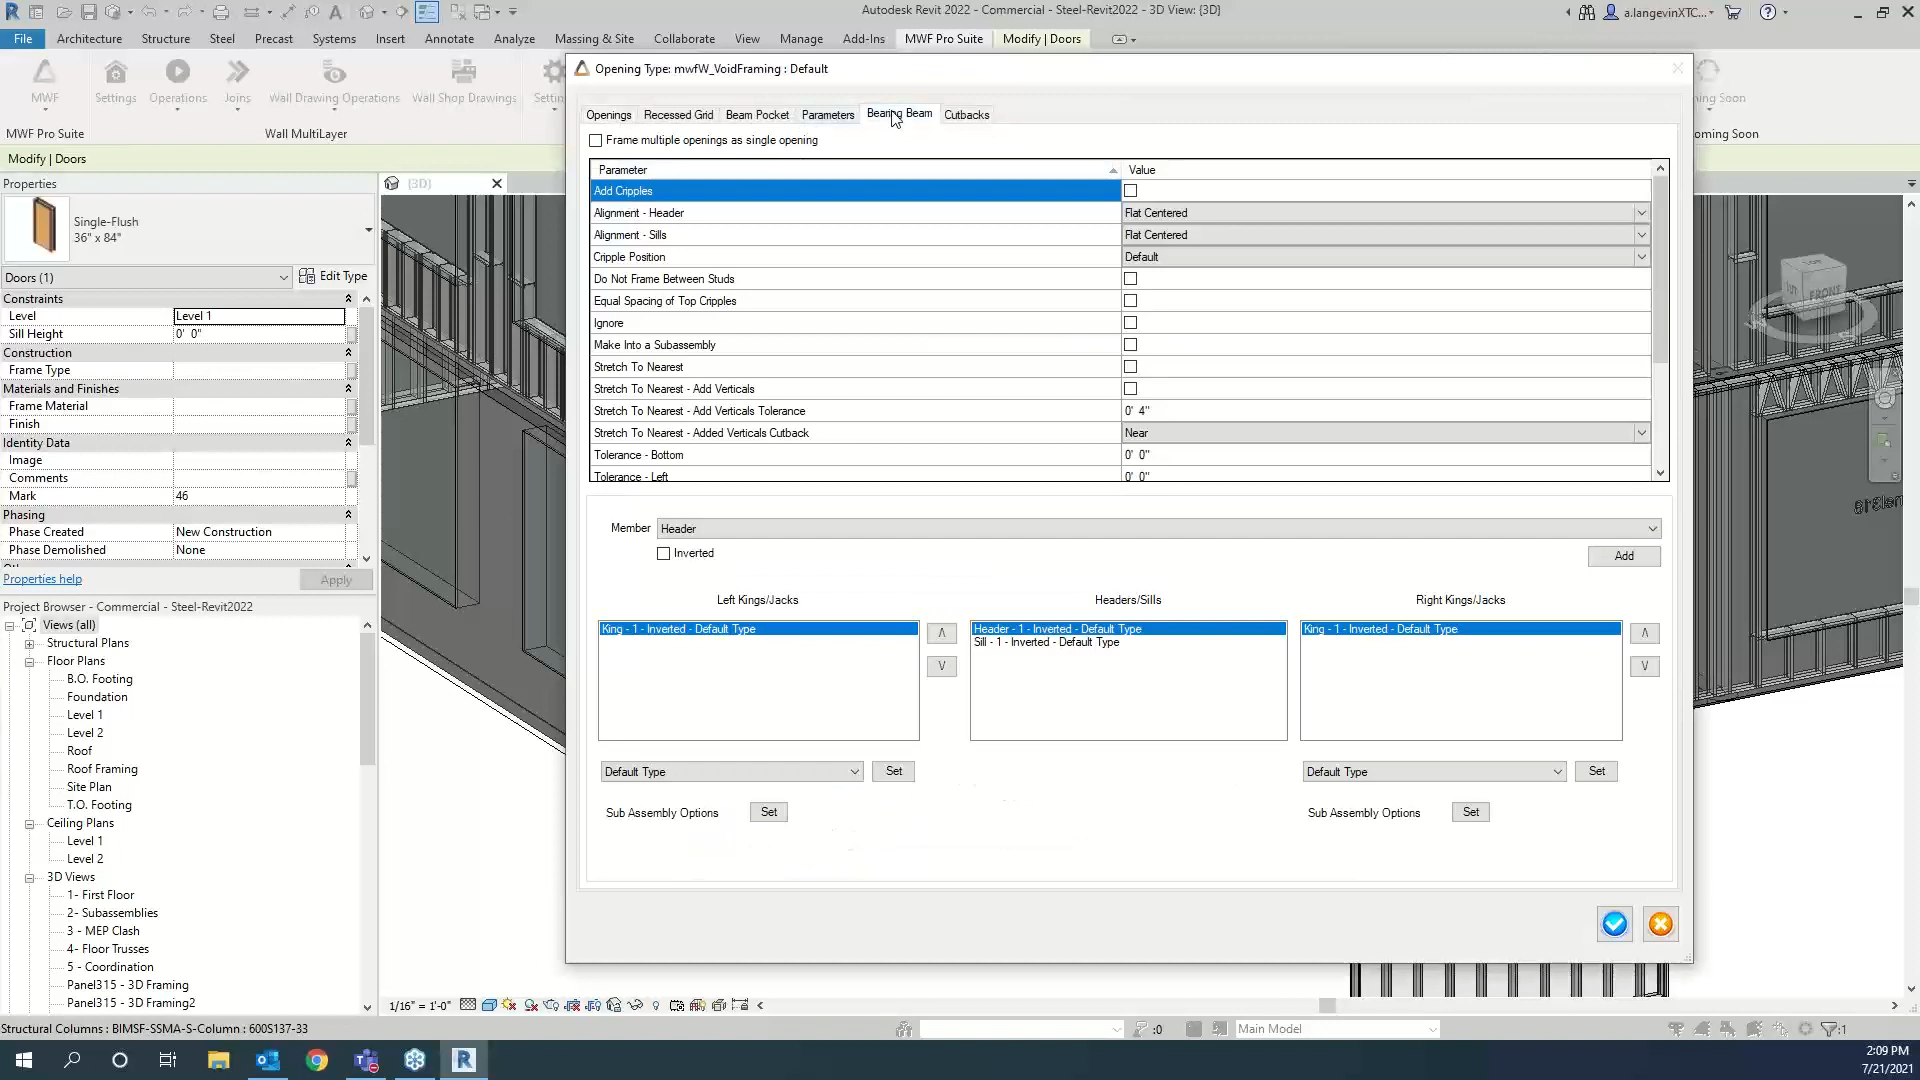 Autodesk Revit 2022 - Commercial - Steel-Revit2022 - 3D View: {3D}
a.langevinXTC...
File Architecture Structure Steel Precast Systems Insert Annotate Analyze Massing & Site Collaborate View Manage Add-Ins MWF Pro Suite Modify | Doors
MWF
Settings
Operations
Joins
Wall Drawing Operations
Wall Shop Drawings
MWF Pro Suite
Wall MultiLayer
Modify | Doors
Properties
Single-Flush
36" x 84"
Doors (1)
Edit Type
Constraints
Level Level 1
Sill Height 0' 0"
Construction
Frame Type
Materials and Finishes
Frame Material
Finish
Identity Data
Image
Comments
Mark 46
Phasing
Phase Created New Construction
Phase Demolished None
Properties help
Apply
Project Browser - Commercial - Steel-Revit2022
Views (all)
Structural Plans
Floor Plans
B.O. Footing
Foundation
Level 1
Level 2
Roof
Roof Framing
Site Plan
T.O. Footing
Ceiling Plans
Level 1
Level 2
3D Views
1- First Floor
2- Subassemblies
3 - MEP Clash
4- Floor Trusses
5 - Coordination
Panel315 - 3D Framing
Panel315 - 3D Framing2
{3D}
Opening Type: mwfW_VoidFraming : Default
Openings Recessed Grid Beam Pocket Parameters Bearing Beam Cutbacks
Frame multiple openings as single opening
Parameter Value
Add Cripples
Alignment - Header Flat Centered
Alignment - Sills Flat Centered
Cripple Position Default
Do Not Frame Between Studs
Equal Spacing of Top Cripples
Ignore
Make Into a Subassembly
Stretch To Nearest
Stretch To Nearest - Add Verticals
Stretch To Nearest - Add Verticals Tolerance 0' 4"
Stretch To Nearest - Added Verticals Cutback Near
Tolerance - Bottom 0' 0"
Tolerance - Left 0' 0"
Member Header
Inverted
Add
Left Kings/Jacks Headers/Sills Right Kings/Jacks
King - 1 - Inverted - Default Type
Header - 1 - Inverted - Default Type
Sill - 1 - Inverted - Default Type
King - 1 - Inverted - Default Type
Default Type Set
Default Type Set
Sub Assembly Options Set
Sub Assembly Options Set
FRONT
1/16" = 1'-0"
Structural Columns : BIMSF-SSMA-S-Column : 600S137-33
:0
Main Model
:1
2:09 PM
7/21/2021